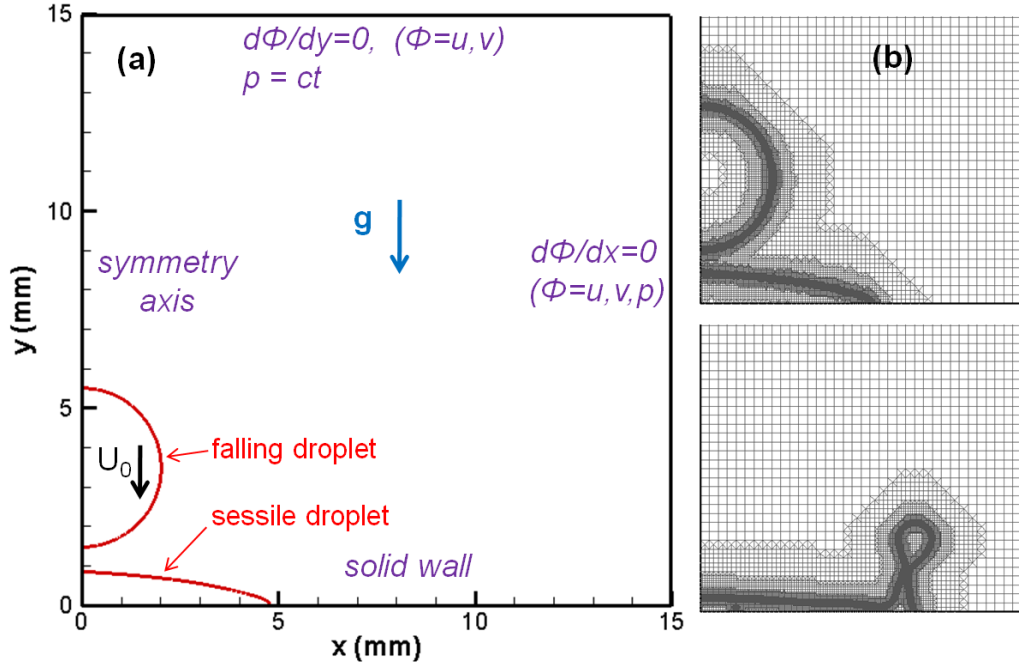 (a)
dΦ/dy=0, (Φ=u,v)
p = ct
g
symmetry
axis
dΦ/dx=0
(Φ=u,v,p)
U₀
falling droplet
sessile droplet
solid wall
y (mm)
15
10
5
0
0
5
10
15
x (mm)
(b)